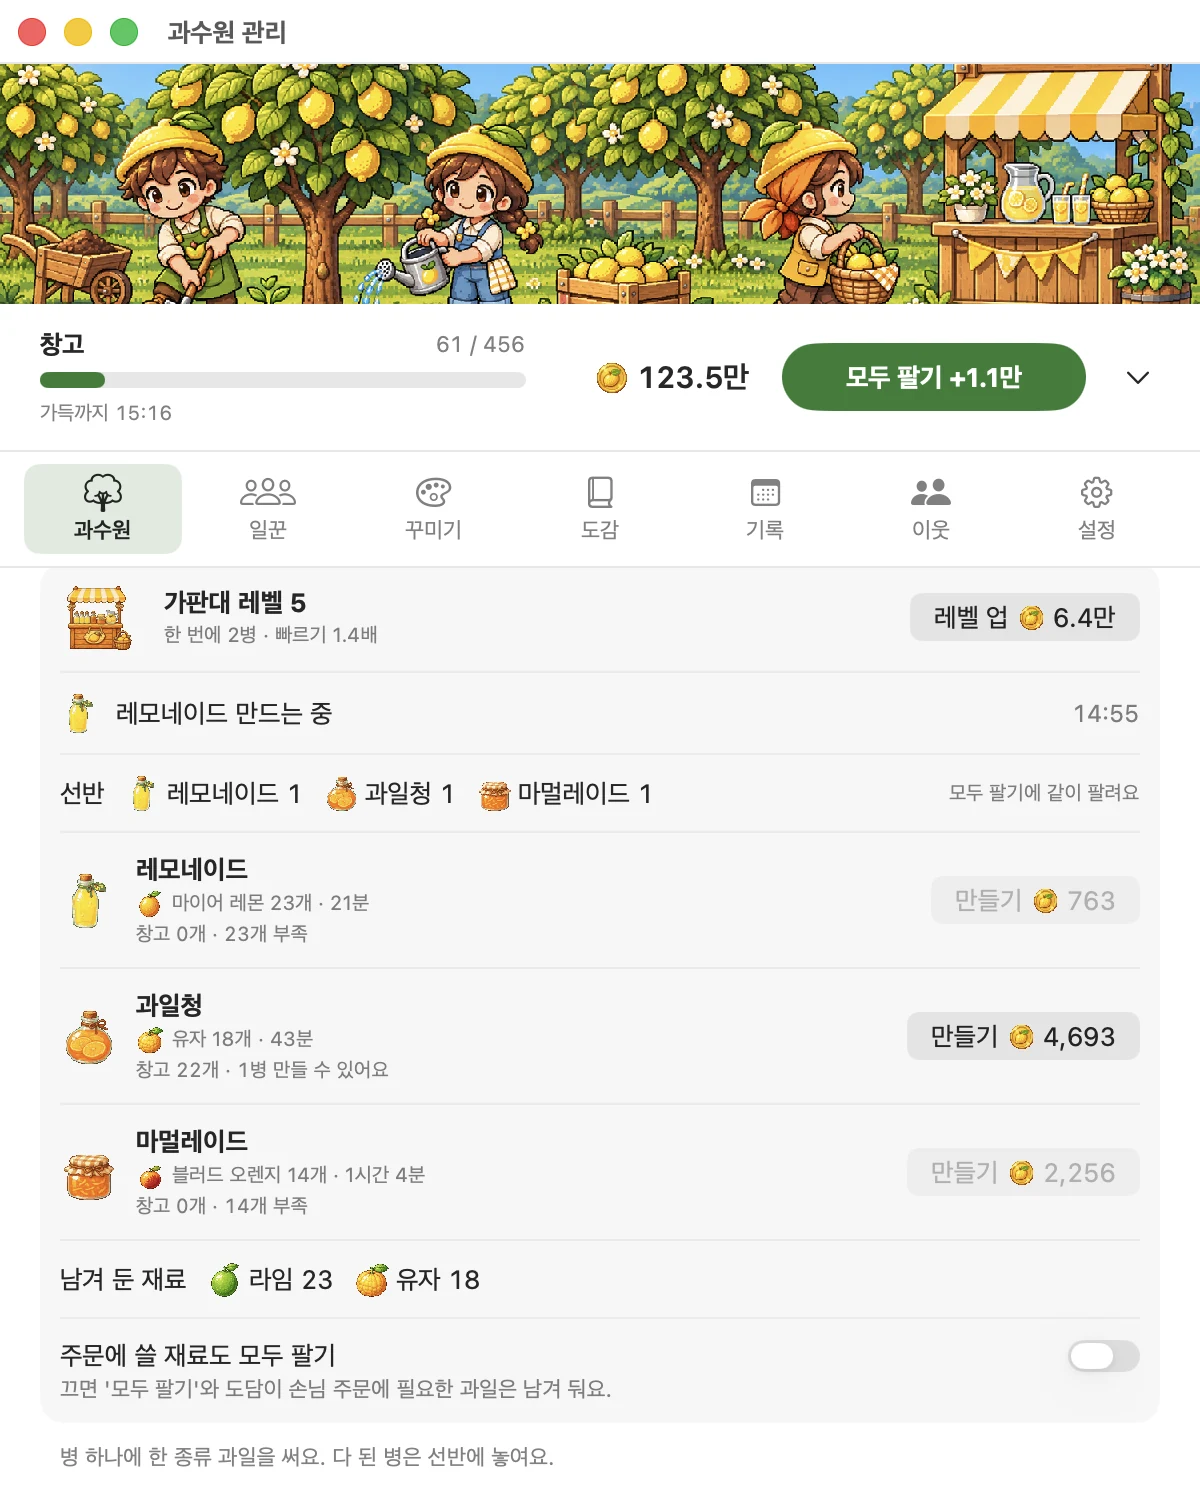 과수원 관리
창고
61 / 456
가득까지 15:16
123.5만
모두 팔기 +1.1만
과수원
일꾼
꾸미기
도감
기록
이웃
설정
가판대 레벨 5
한 번에 2병 · 빠르기 1.4배
레벨 업 6.4만
레모네이드 만드는 중
14:55
선반 레모네이드 1 과일청 1 마멀레이드 1
모두 팔기에 같이 팔려요
레모네이드
마이어 레몬 23개 · 21분
창고 0개 · 23개 부족
만들기 763
과일청
유자 18개 · 43분
창고 22개 · 1병 만들 수 있어요
만들기 4,693
마멀레이드
블러드 오렌지 14개 · 1시간 4분
창고 0개 · 14개 부족
만들기 2,256
남겨 둔 재료 라임 23 유자 18
주문에 쓸 재료도 모두 팔기
끄면 '모두 팔기'와 도담이 손님 주문에 필요한 과일은 남겨 둬요.
병 하나에 한 종류 과일을 써요. 다 된 병은 선반에 놓여요.